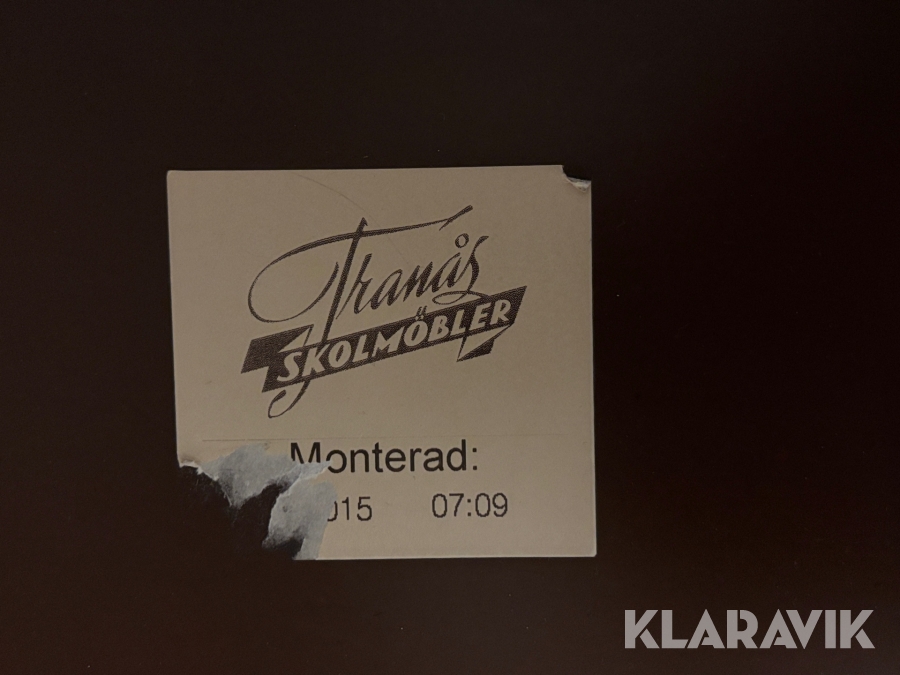 Tranås
SKOLMÖBLER
Monterad:
015 07:09
KLARAVIK